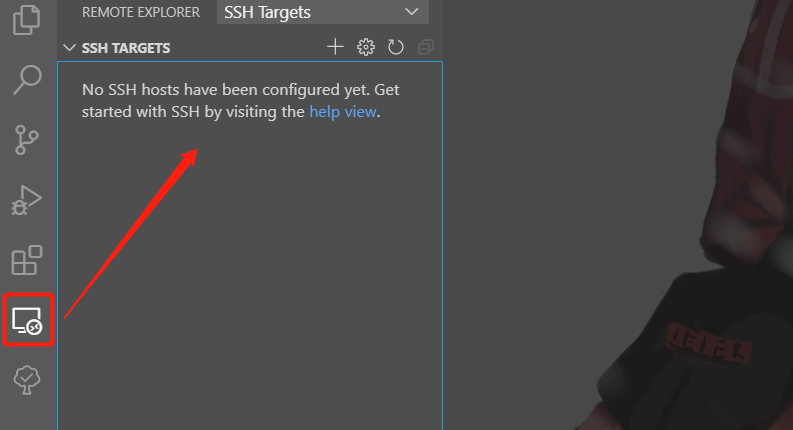 REMOTE EXPLORER
SSH Targets
SSH TARGETS
No SSH hosts have been configured yet. Get
started with SSH by visiting the help view.